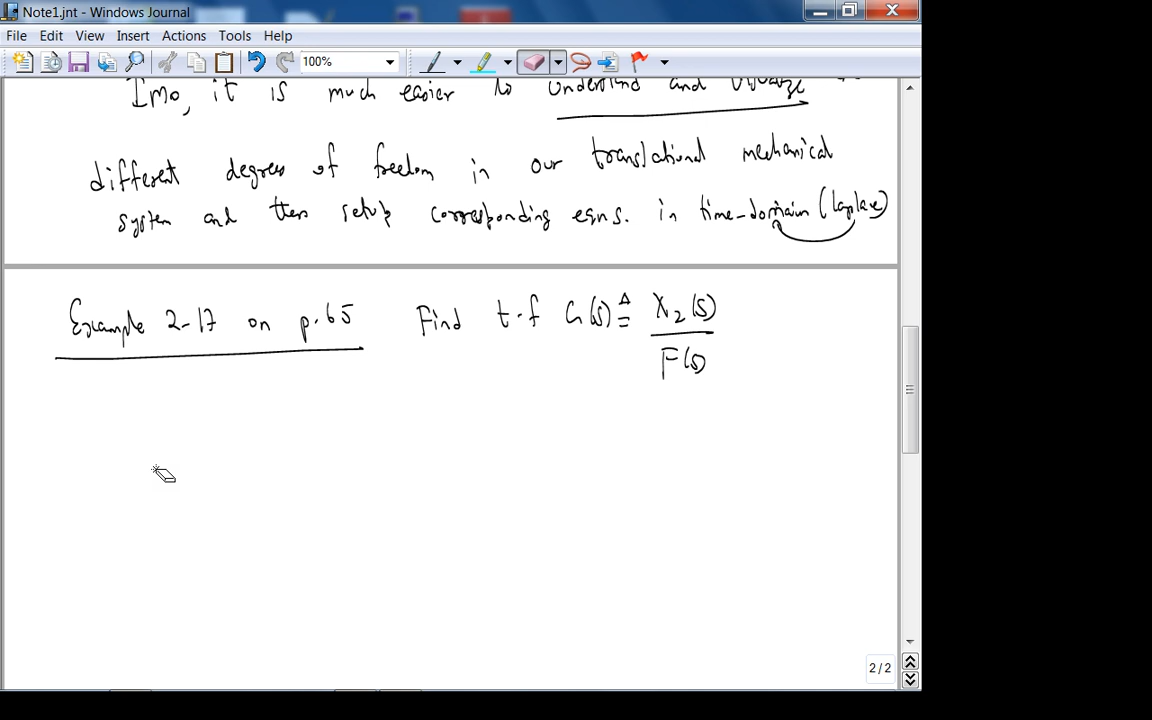 Note1.jnt - Windows Journal
File Edit View Insert Actions Tools Help
100%
IMO, it is much easier to understand and visualize
different degrees of freedom in our translational mechanical
system and then setup corresponding eqns. in time-domain (laplace)
Example 2-17 on p.65 Find t.f G(s) ≜ X₂(s)
F(s)
2 / 2